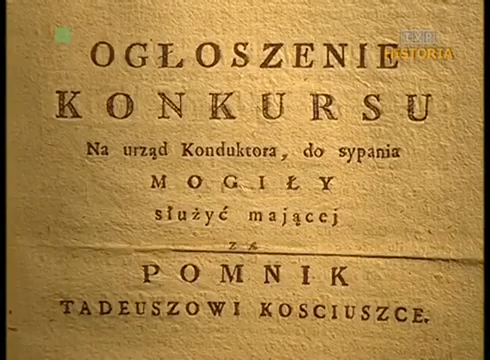 TVP
HISTORIA
OGŁOSZENIE
KONKURSU
Na urząd Konduktora, do sypania
MOGIŁY
służyć mającej
ZA
POMNIK
TADEUSZOWI KOSCIUSZCE.